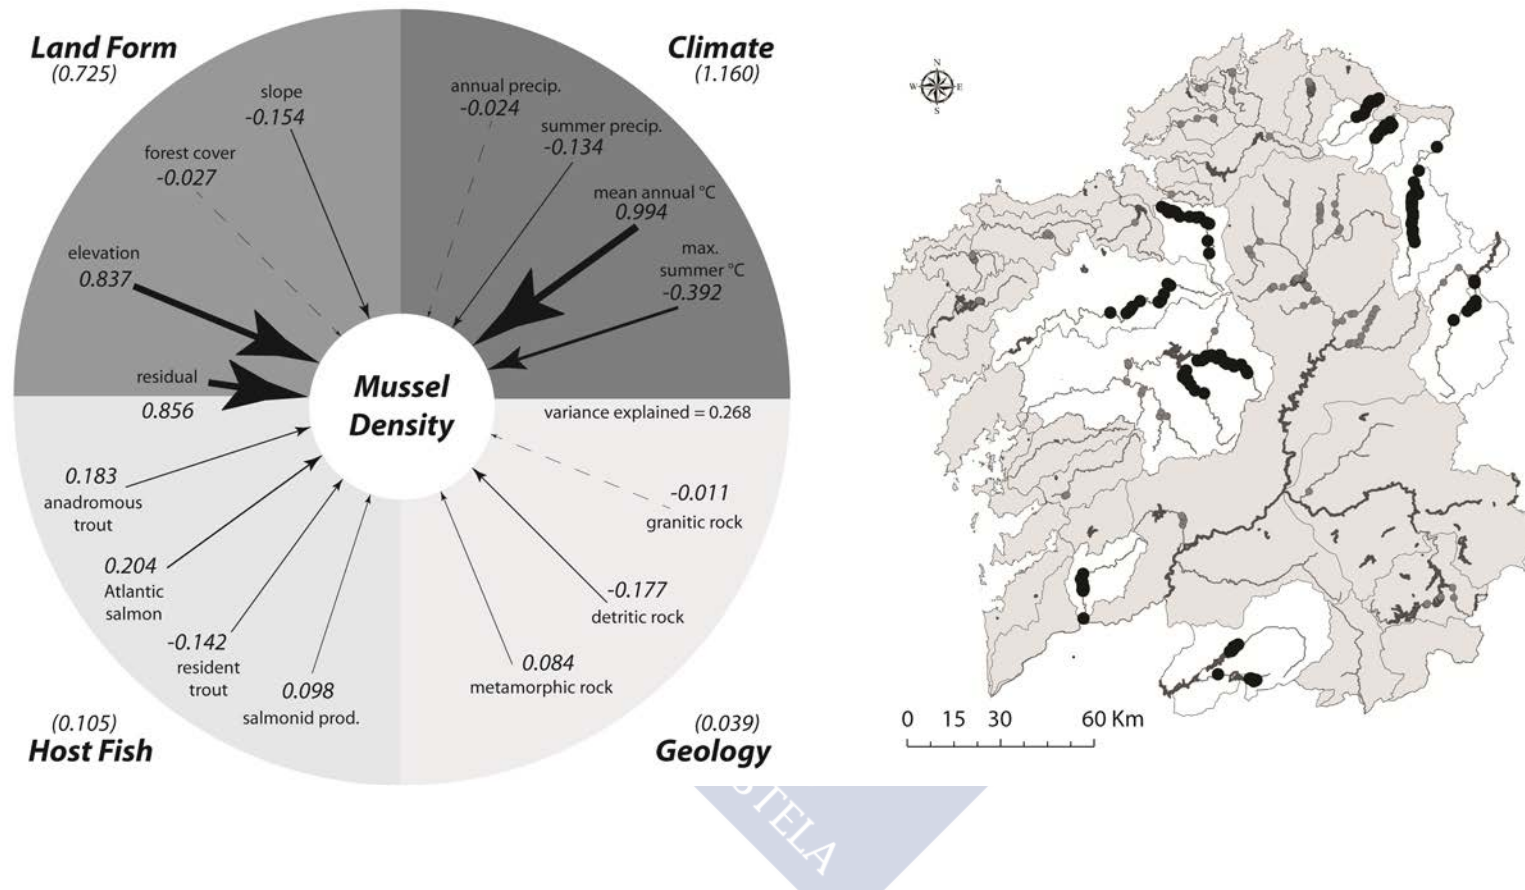 Land Form
(0.725)
Climate
(1.160)
slope
-0.154
annual precip.
-0.024
summer precip.
-0.134
forest cover
-0.027
mean annual °C
0.994
elevation
0.837
max.
summer °C
-0.392
residual
0.856
Mussel
Density
variance explained = 0.268
0.183
anadromous
trout
-0.011
granitic rock
0.204
Atlantic
salmon
-0.177
detritic rock
-0.142
resident
trout
0.098
salmonid prod.
0.084
metamorphic rock
(0.105)
Host Fish
(0.039)
Geology
N
W
E
S
0 15 30 60 Km
STELA